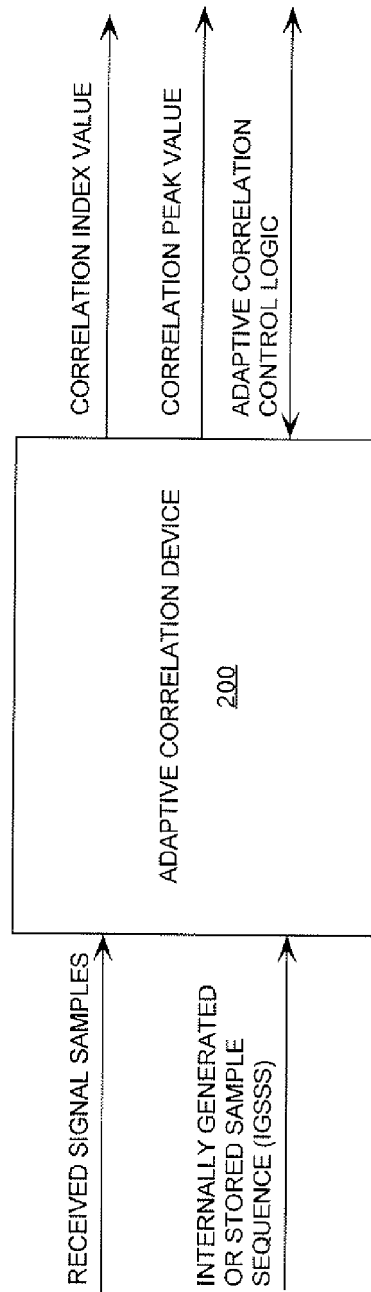 RECEIVED SIGNAL SAMPLES
INTERNALLY GENERATED
OR STORED SAMPLE
SEQUENCE (IGSSS)
ADAPTIVE CORRELATION DEVICE
200
CORRELATION INDEX VALUE
CORRELATION PEAK VALUE
ADAPTIVE CORRELATION
CONTROL LOGIC